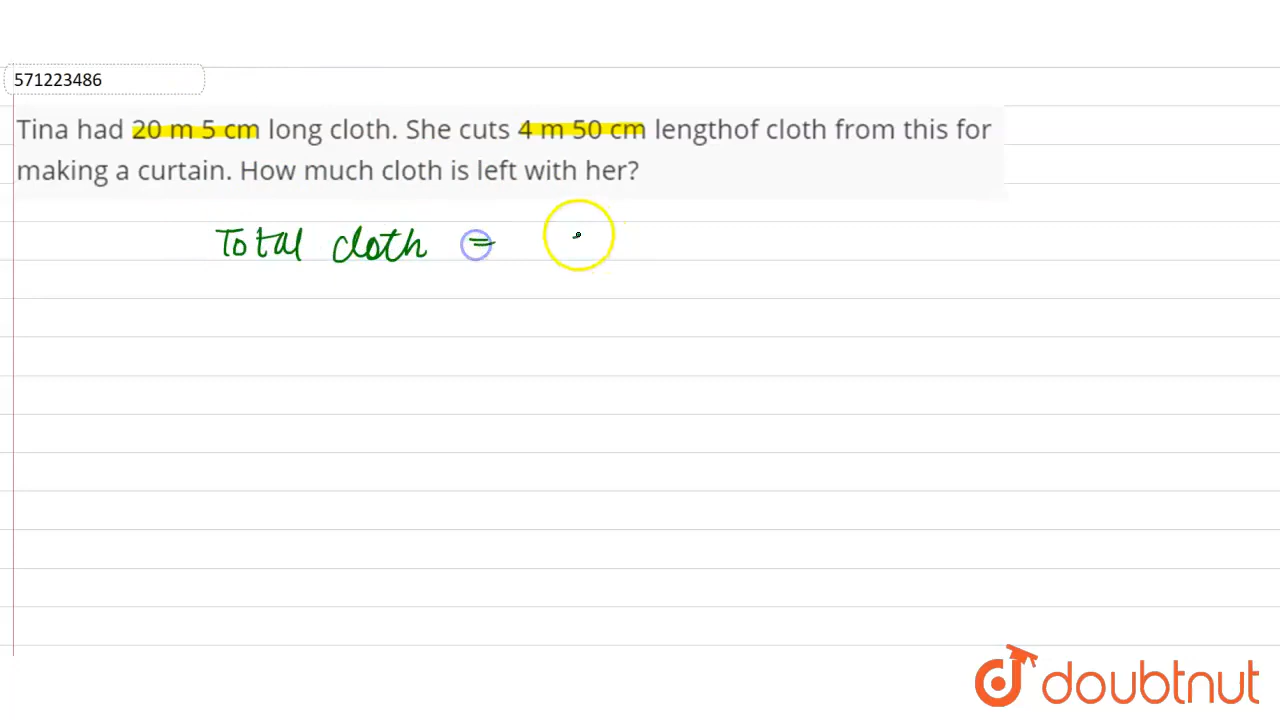 571223486
Tina had 20 m 5 cm long cloth. She cuts 4 m 50 cm lengthof cloth from this for
making a curtain. How much cloth is left with her?
Total cloth =
doubtnut